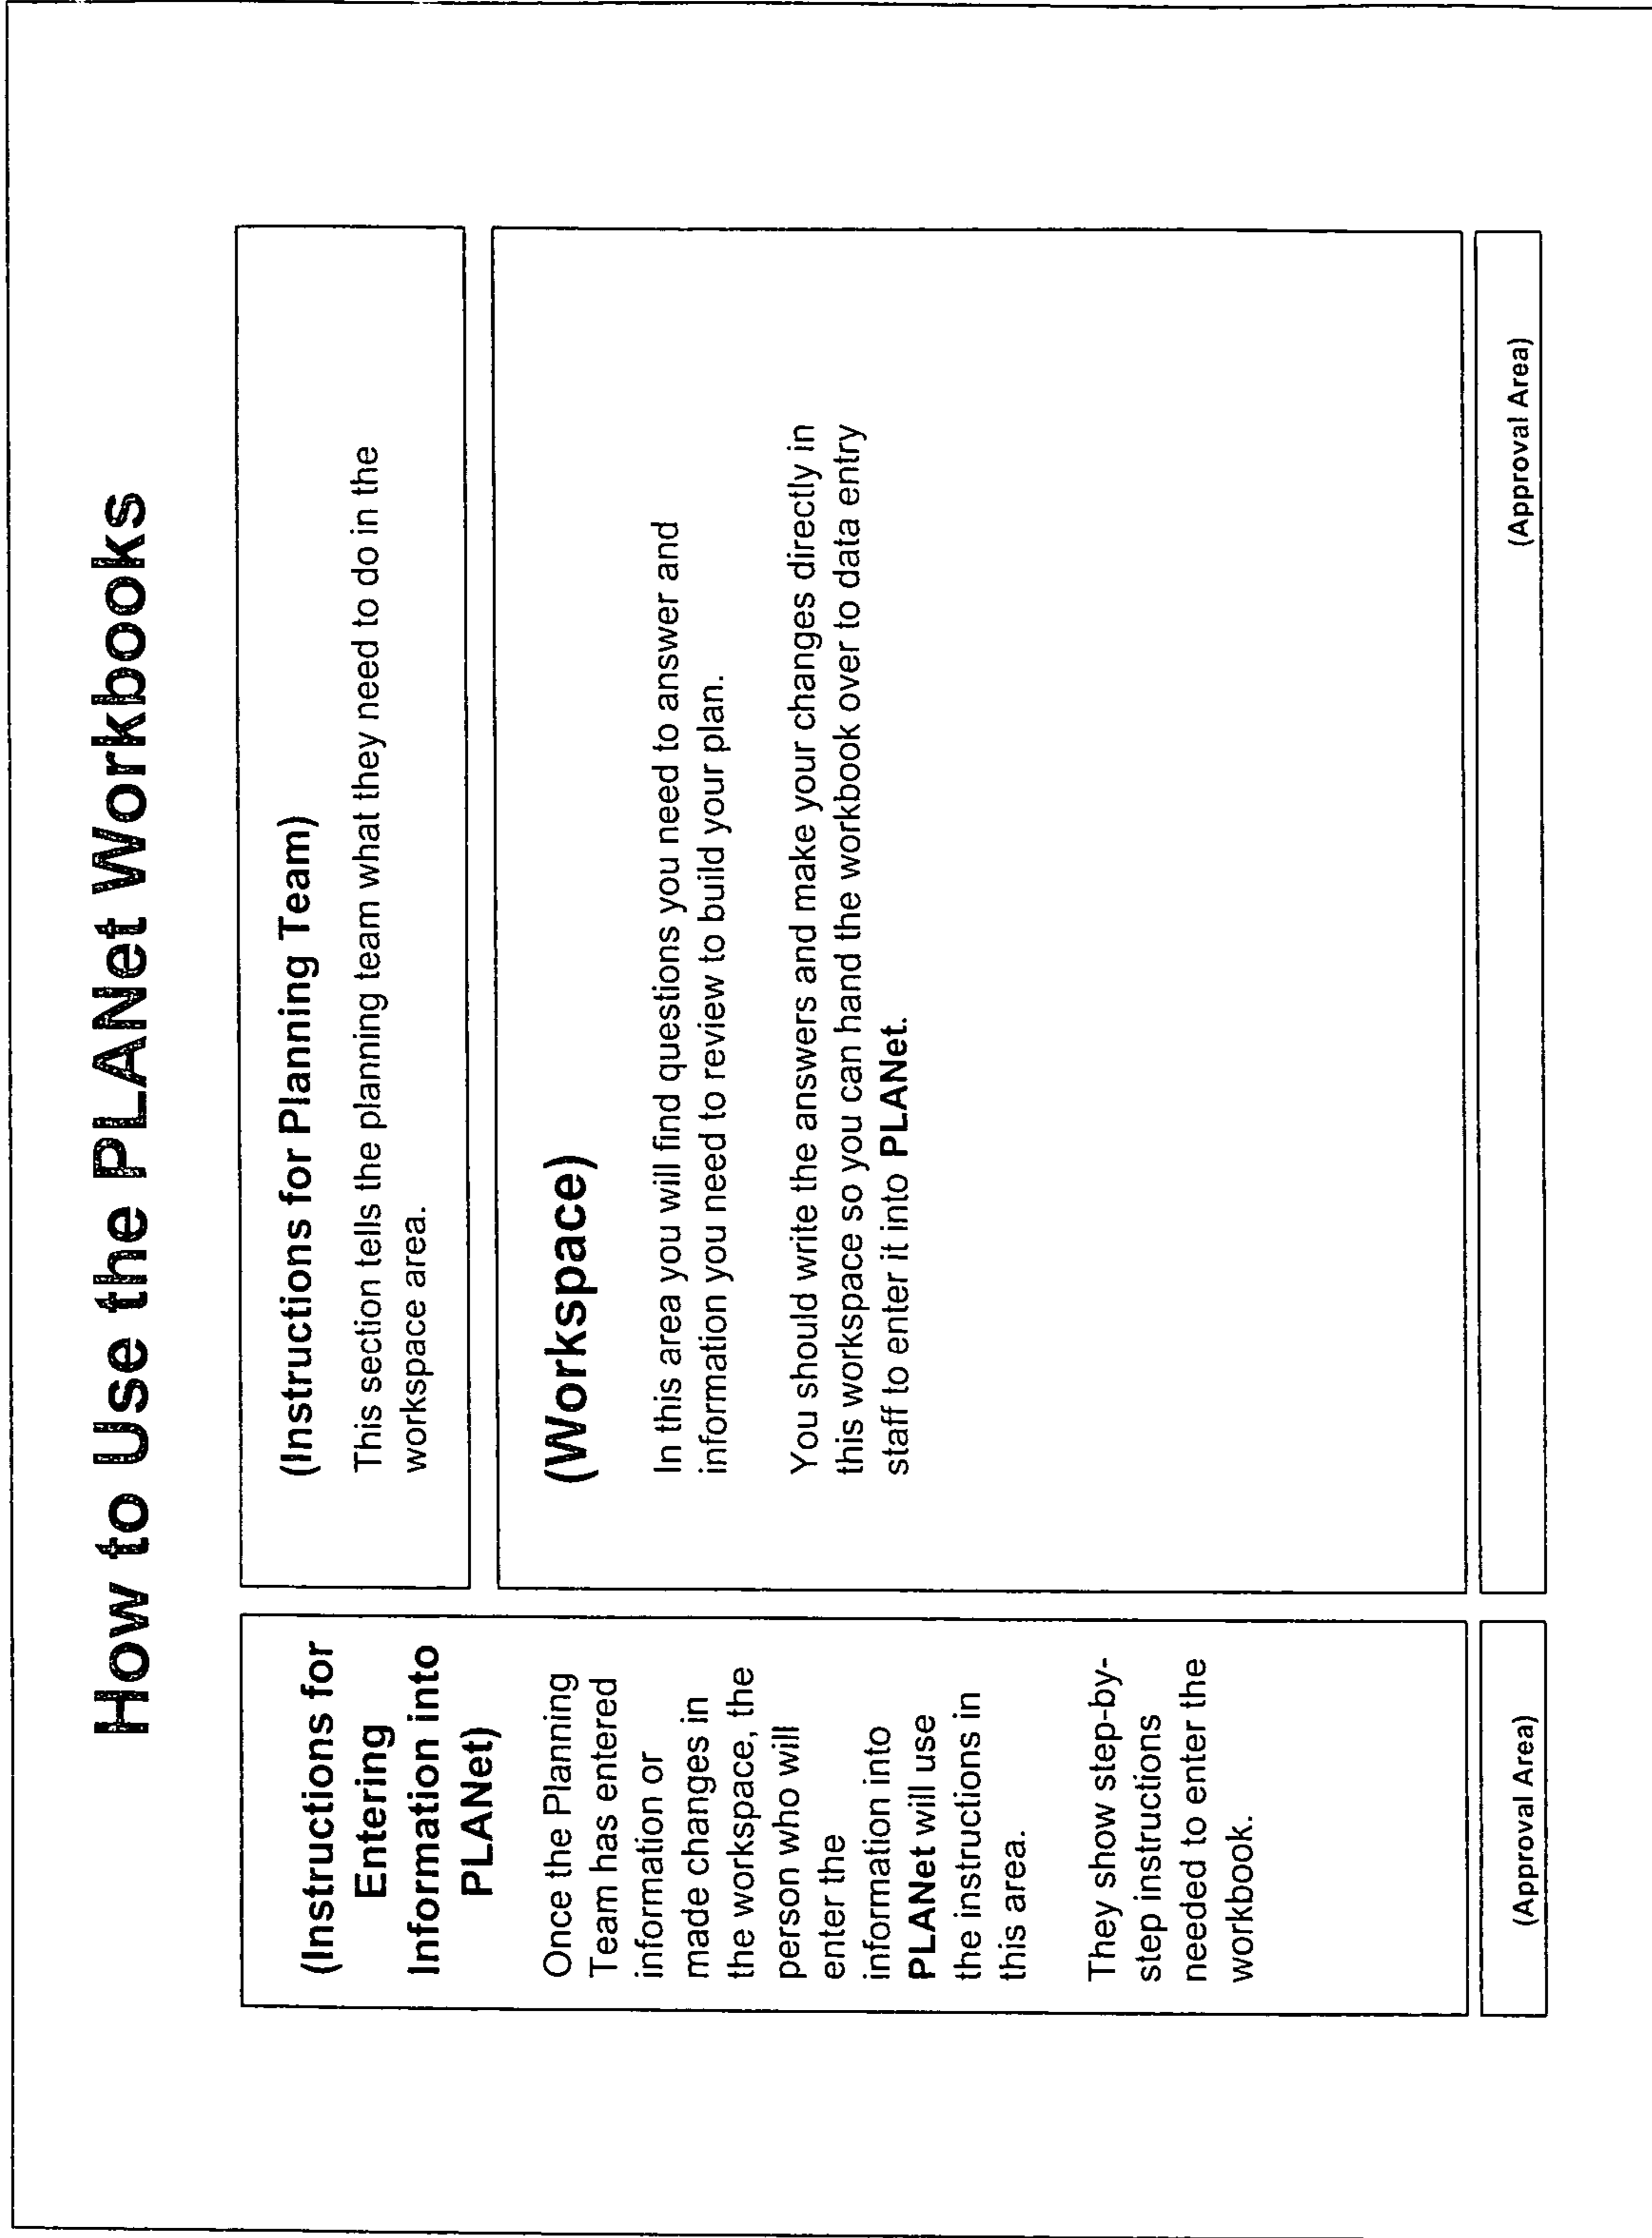 How to Use the PLANet Workbooks
(Instructions for
Entering
Information into
PLANet)
Once the Planning
Team has entered
information or
made changes in
the workspace, the
person who will
enter the
information into
PLANet will use
the instructions in
this area.
They show step-by-
step instructions
needed to enter the
workbook.
(Approval Area)
(Instructions for Planning Team)
This section tells the planning team what they need to do in the
workspace area.
(Workspace)
In this area you will find questions you need to answer and
information you need to review to build your plan.
You should write the answers and make your changes directly in
this workspace so you can hand the workbook over to data entry
staff to enter it into PLANet.
(Approval Area)